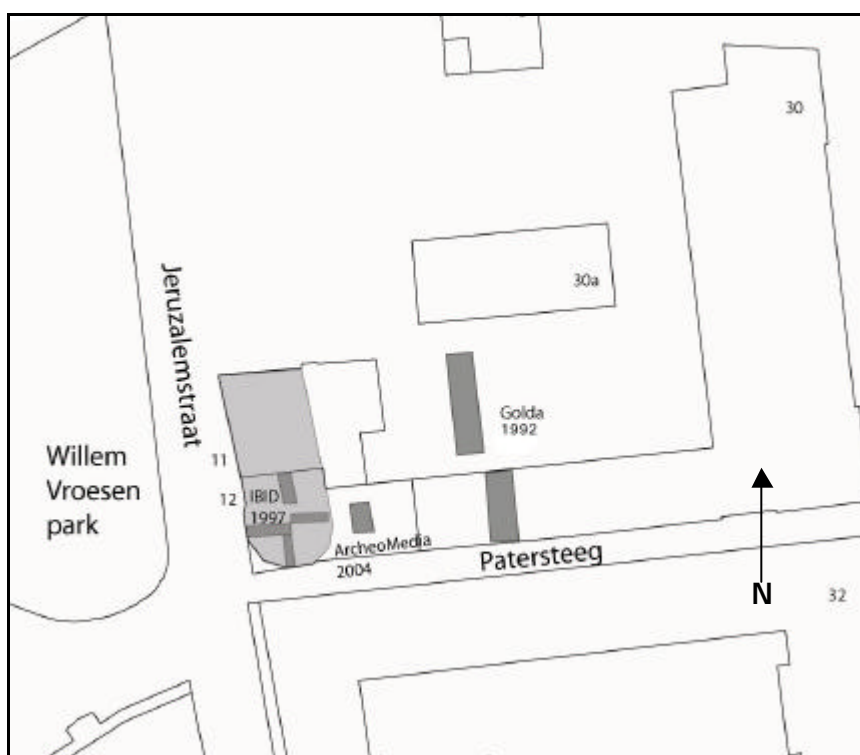 30
30a
Jeruzalemstraat
Golda
1992
11
Willem
Vroesen
park
12
IBID
1997
ArcheoMedia
2004
Patersteeg
N
32